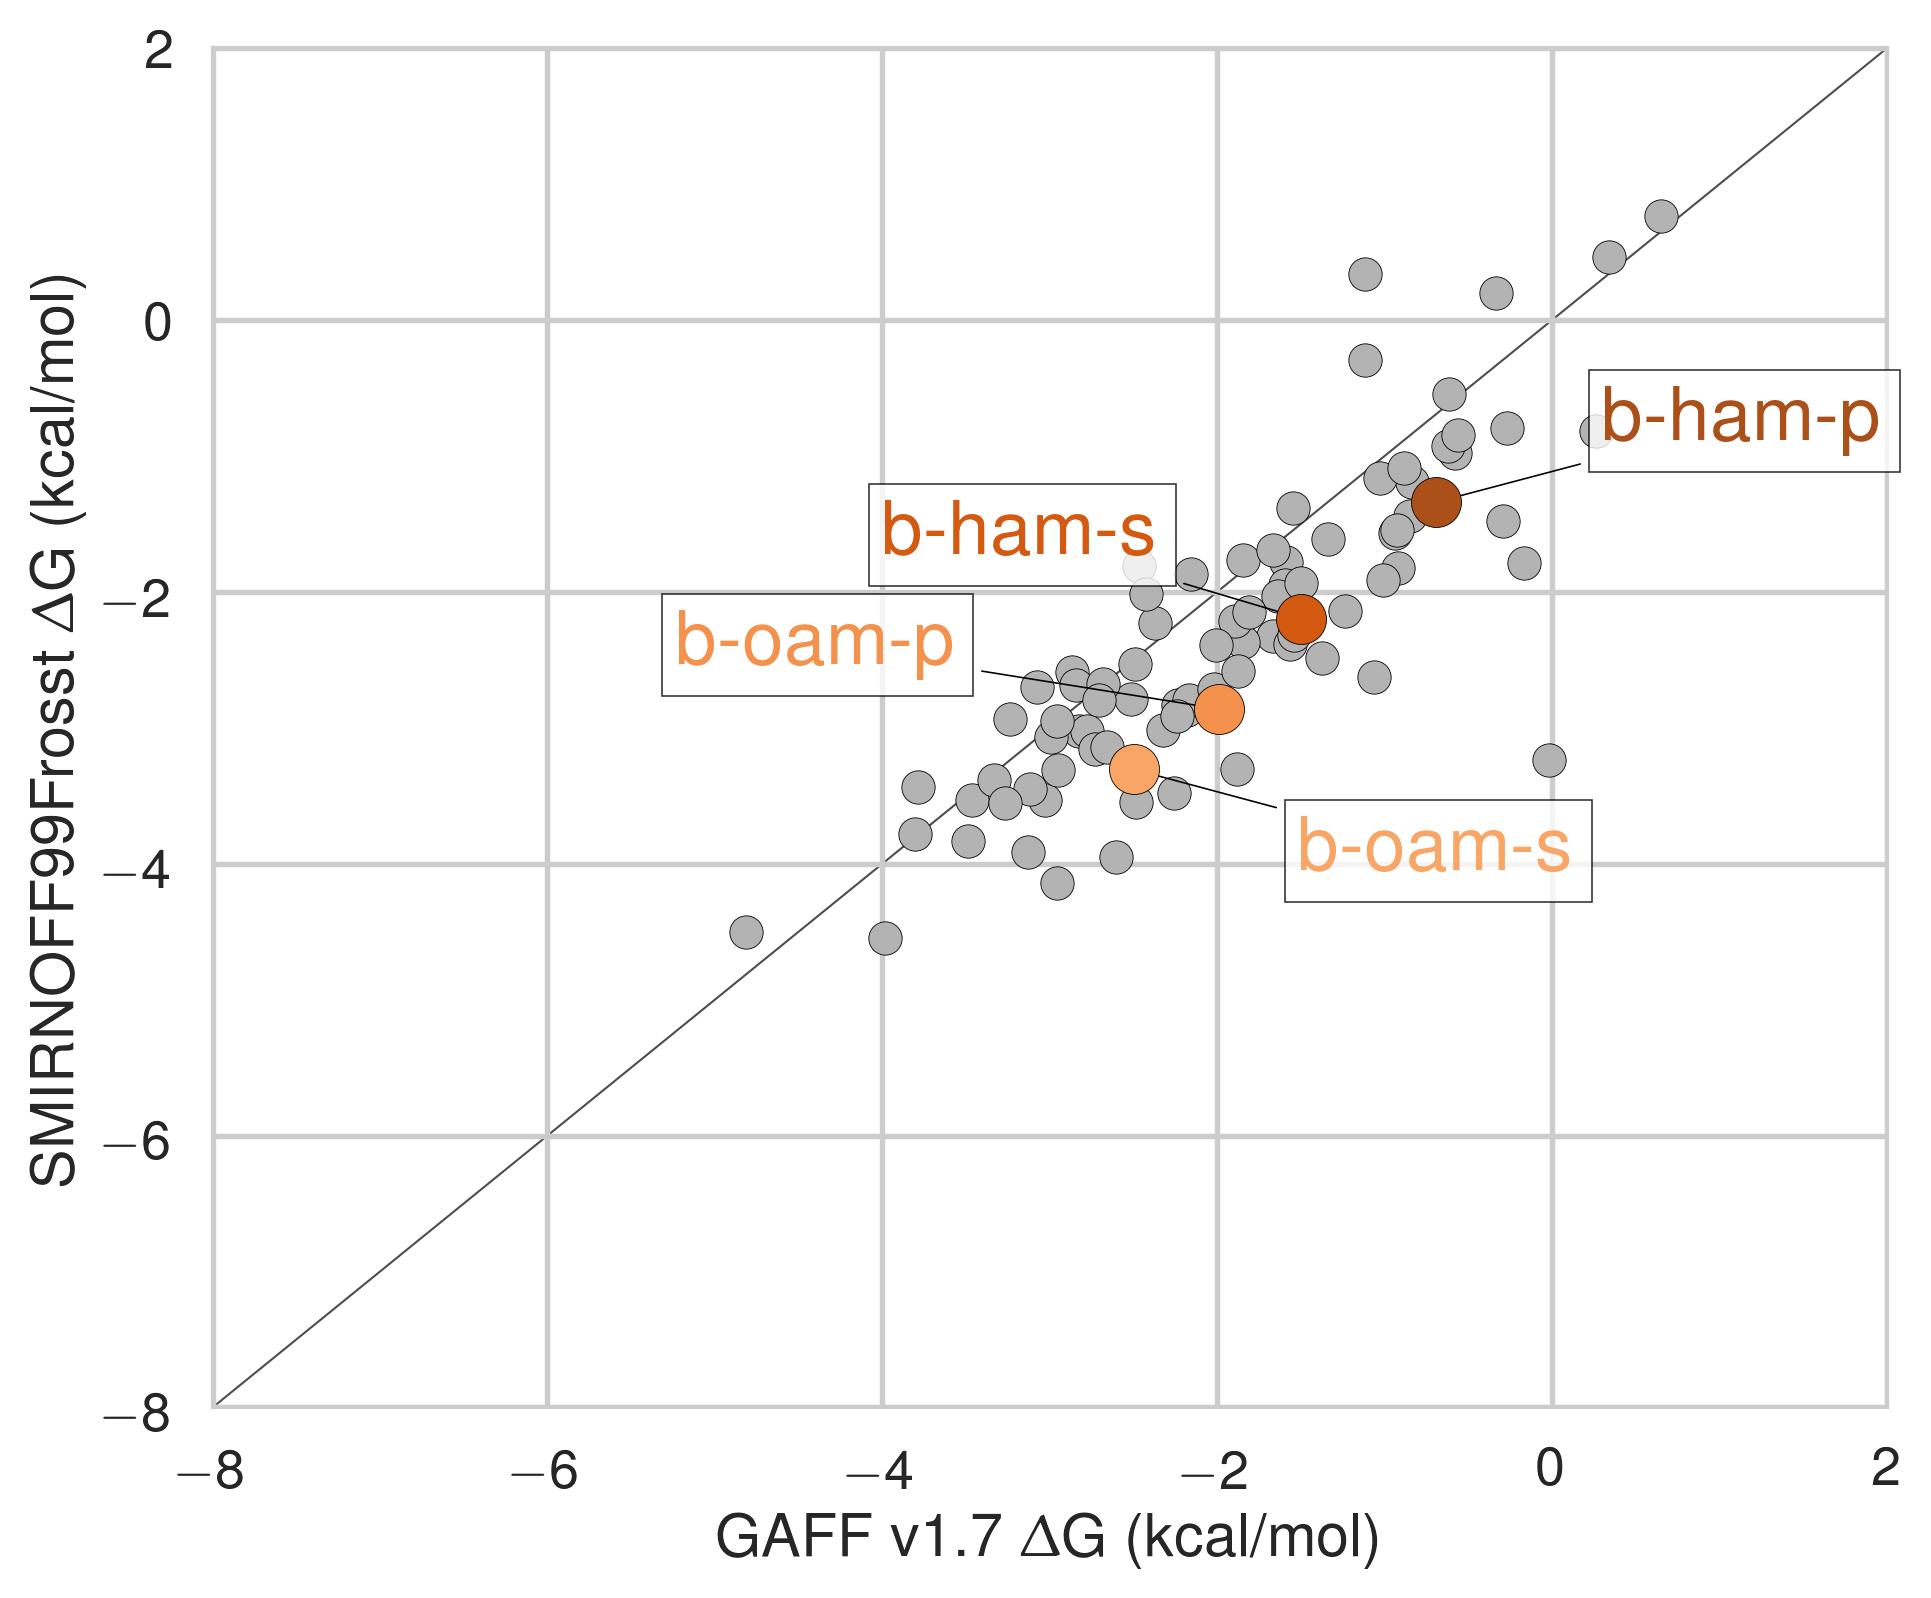 2
0
−2
−4
−6
−8
SMIRNOFF99Frosst ΔG (kcal/mol)
b-ham-p
b-ham-s
b-oam-p
b-oam-s
−8 −6 −4 −2 0 2
GAFF v1.7 ΔG (kcal/mol)